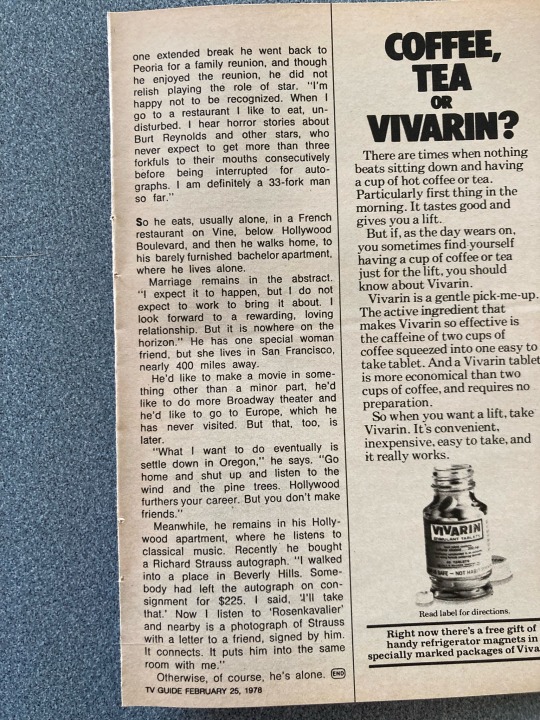 one extended break he went back to
Peoria for a family reunion, and though
he enjoyed the reunion, he did not
relish playing the role of star. "I'm
happy not to be recognized. When I
go to a restaurant I like to eat, un-
disturbed. I hear horror stories about
Burt Reynolds and other stars, who
never expect to get more than three
forkfuls to their mouths consecutively
before being interrupted for auto-
graphs. I am definitely a 33-fork man
so far."
So he eats, usually alone, in a French
restaurant on Vine, below Hollywood
Boulevard, and then he walks home, to
his barely furnished bachelor apartment,
where he lives alone.
Marriage remains in the abstract.
"I expect it to happen, but I do not
expect to work to bring it about. I
look forward to a rewarding, loving
relationship. But it is nowhere on the
horizon." He has one special woman
friend, but she lives in San Francisco,
nearly 400 miles away.
He'd like to make a movie in some-
thing other than a minor part, he'd
like to do more Broadway theater and
he'd like to go to Europe, which he
has never visited. But that, too, is
later.
"What I want to do eventually is
settle down in Oregon," he says. "Go
home and shut up and listen to the
wind and the pine trees. Hollywood
furthers your career. But you don't make
friends."
Meanwhile, he remains in his Holly-
wood apartment, where he listens to
classical music. Recently he bought
a Richard Strauss autograph. "I walked
into a place in Beverly Hills. Some-
body had left the autograph on con-
signment for $225. I said, 'I'll take
that.' Now I listen to 'Rosenkavalier'
and nearby is a photograph of Strauss
with a letter to a friend, signed by him.
It connects. It puts him into the same
room with me."
Otherwise, of course, he's alone. END
TV GUIDE FEBRUARY 25, 1978
COFFEE,
TEA
OR
VIVARIN?
There are times when nothing
beats sitting down and having
a cup of hot coffee or tea.
Particularly first thing in the
morning. It tastes good and
gives you a lift.
But if, as the day wears on,
you sometimes find yourself
having a cup of coffee or tea
just for the lift, you should
know about Vivarin.
Vivarin is a gentle pick-me-up.
The active ingredient that
makes Vivarin so effective is
the caffeine of two cups of
coffee squeezed into one easy to
take tablet. And a Vivarin tablet
is more economical than two
cups of coffee, and requires no
preparation.
So when you want a lift, take
Vivarin. It's convenient,
inexpensive, easy to take, and
it really works.
VIVARIN
STIMULANT TABLETS
Read label for directions.
Right now there's a free gift of
handy refrigerator magnets in
specially marked packages of Viva